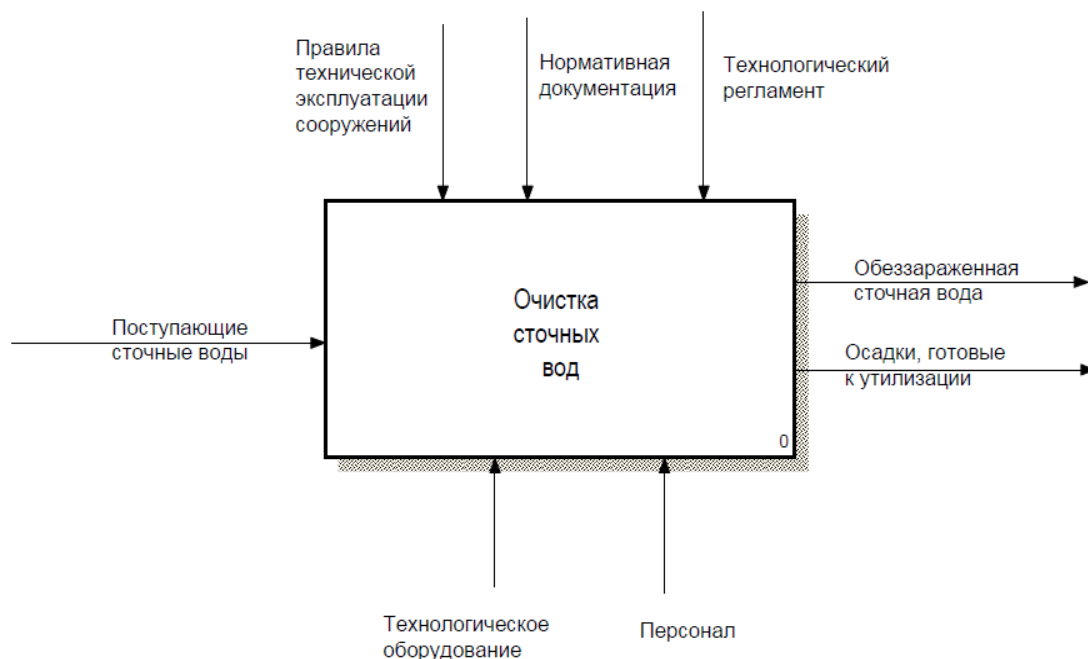 Правила
технической
эксплуатации
сооружений
Нормативная
документация
Технологический
регламент
Поступающие
сточные воды
Очистка
сточных
вод
0
Обеззараженная
сточная вода
Осадки, готовые
к утилизации
Технологическое
оборудование
Персонал